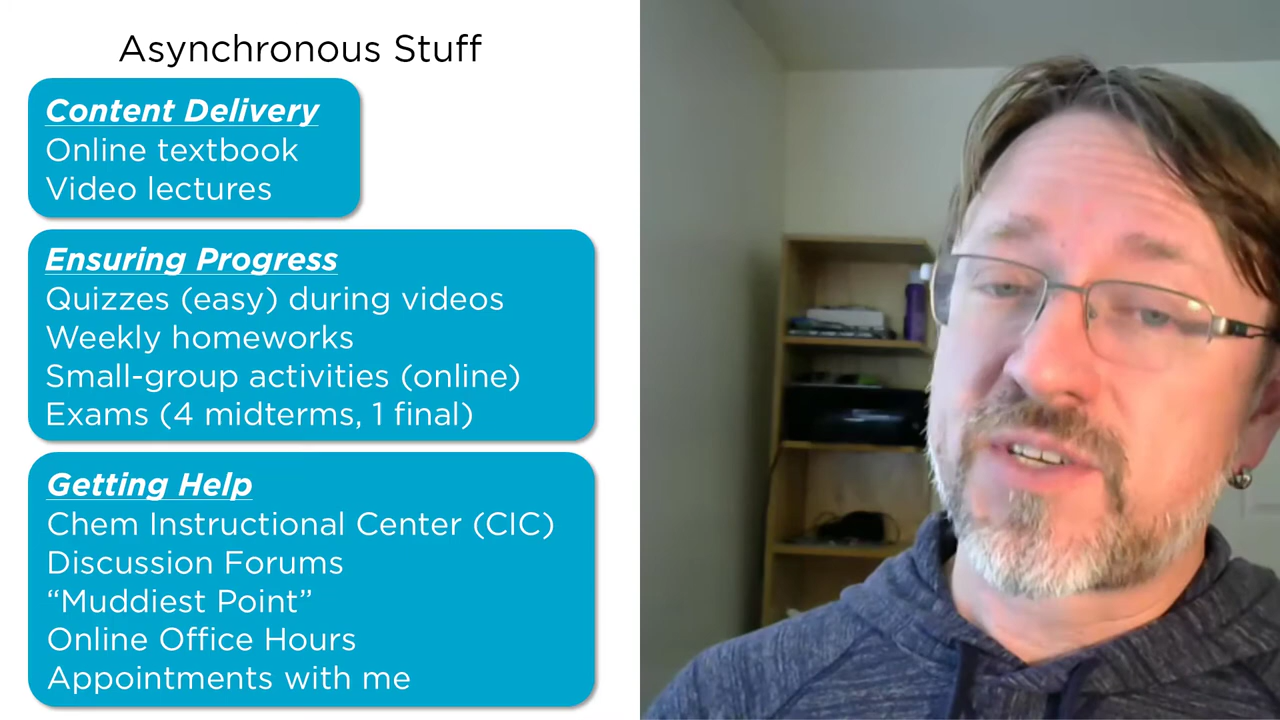 Asynchronous Stuff
Content Delivery
Online textbook
Video lectures
Ensuring Progress
Quizzes (easy) during videos
Weekly homeworks
Small-group activities (online)
Exams (4 midterms, 1 final)
Getting Help
Chem Instructional Center (CIC)
Discussion Forums
“Muddiest Point”
Online Office Hours
Appointments with me